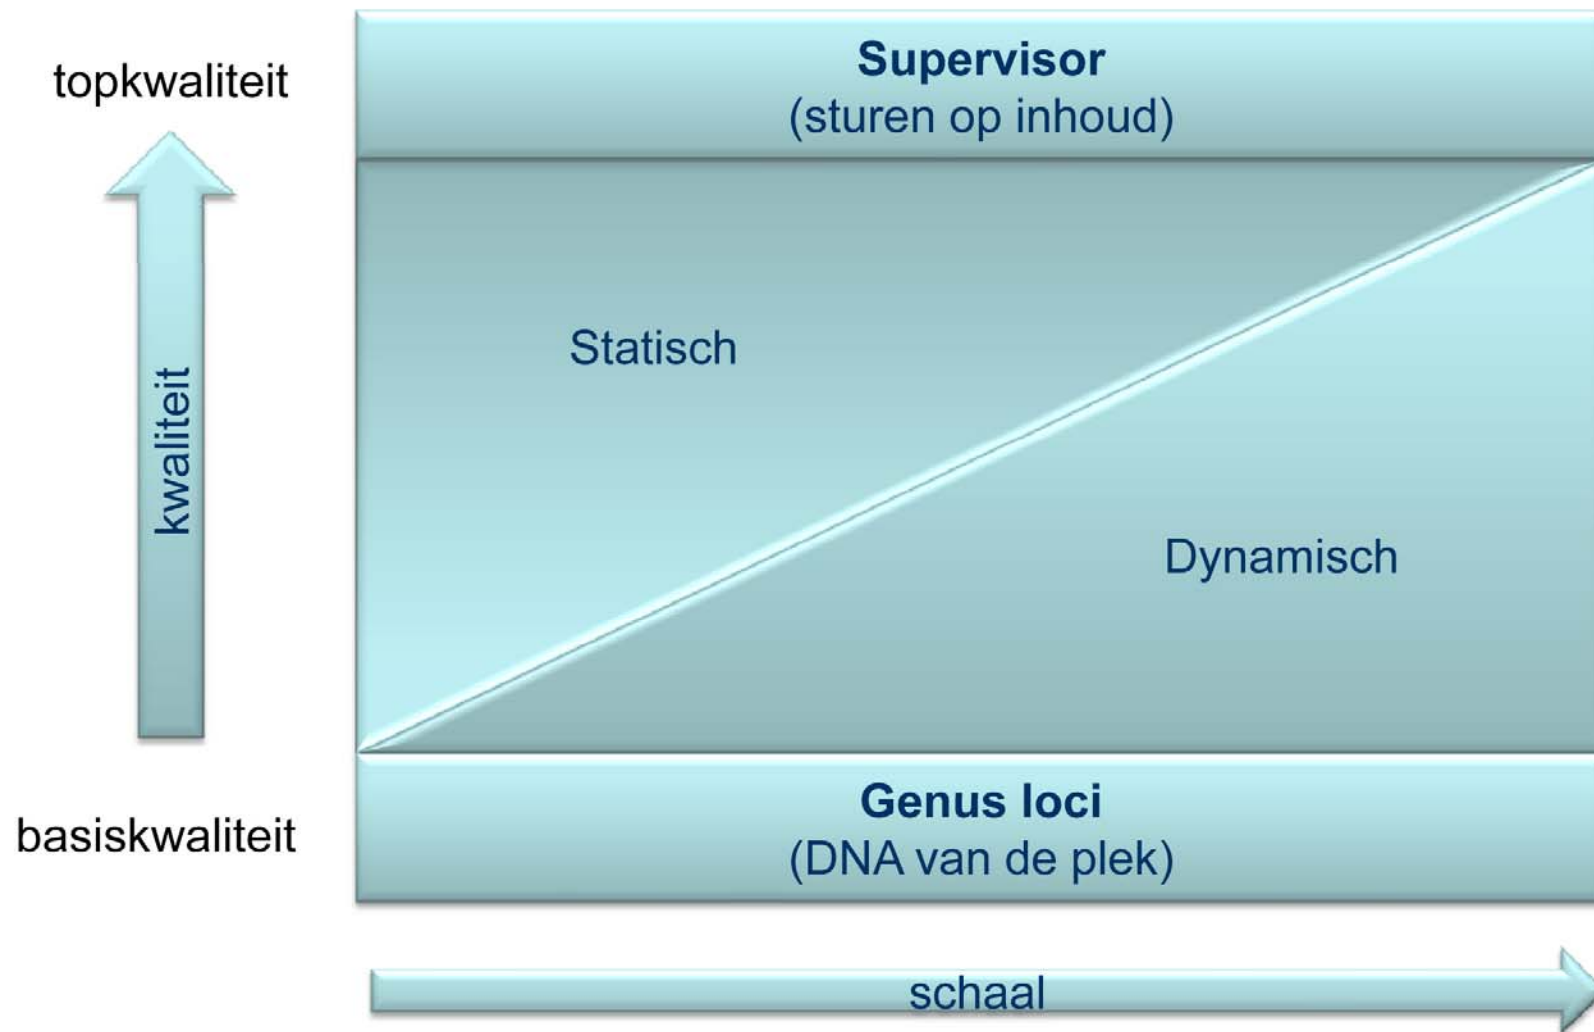 topkwaliteit
Supervisor
(sturen op inhoud)
kwaliteit
Statisch
Dynamisch
basiskwaliteit
Genus loci
(DNA van de plek)
schaal